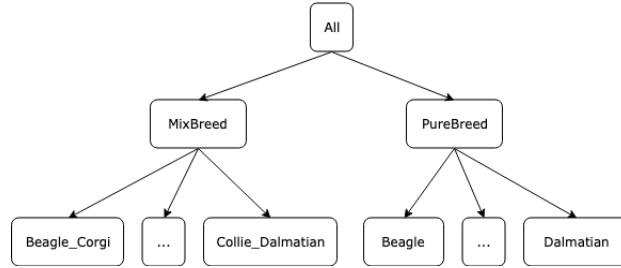 All
MixBreed
PureBreed
Beagle_Corgi
...
Collie_Dalmatian
Beagle
...
Dalmatian